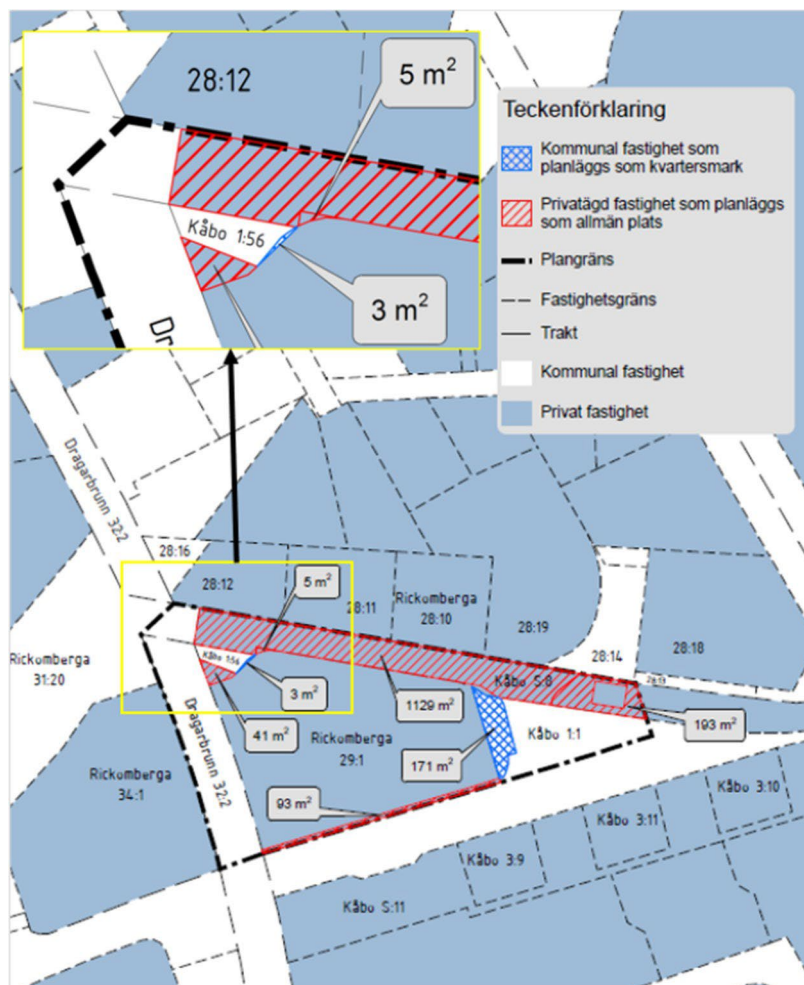 28:12
5 m²
Kåbo 1:56
3 m²
Dr
Teckenförklaring
Kommunal fastighet som
planläggs som kvartersmark
Privatägd fastighet som planläggs
som allmän plats
Plangräns
Fastighetsgräns
Trakt
Kommunal fastighet
Privat fastighet
Dragarbrunn 32:2
28:16
28:12
5 m²
28:11
Rickomberga
28:10
28:19
28:14
28:18
Rickomberga
31:20
Kåbo 1:56
3 m²
41 m²
Dragarbrunn 32:2
Rickomberga
29:1
1129 m²
Kåbo S:8
193 m²
Kåbo 1:1
171 m²
93 m²
Rickomberga
34:1
Kåbo 3:10
Kåbo 3:11
Kåbo 3:9
Kåbo S:11